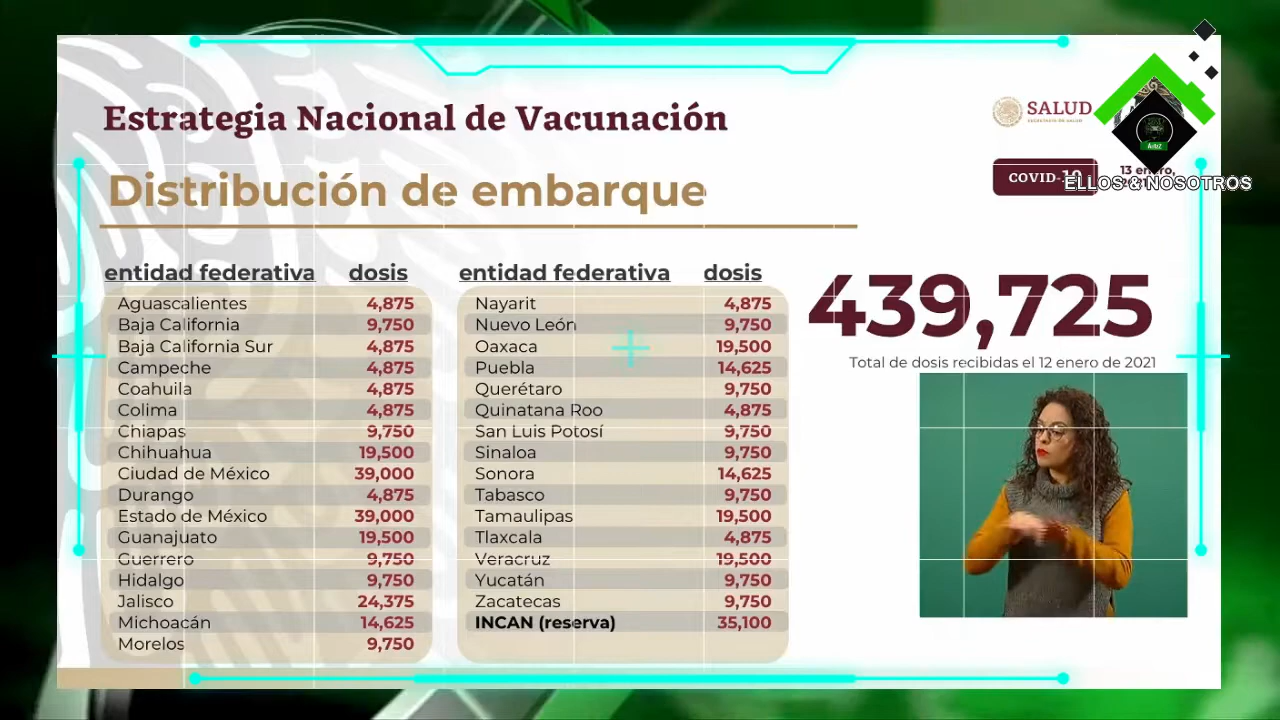 Estrategia Nacional de Vacunación
SALUD
SECRETARÍA DE SALUD
Distribución de embarque
COVID-19
13 enero,
ELLOS & NOSOTROS
entidad federativa dosis
Aguascalientes 4,875
Baja California 9,750
Baja California Sur 4,875
Campeche 4,875
Coahuila 4,875
Colima 4,875
Chiapas 9,750
Chihuahua 19,500
Ciudad de México 39,000
Durango 4,875
Estado de México 39,000
Guanajuato 19,500
Guerrero 9,750
Hidalgo 9,750
Jalisco 24,375
Michoacán 14,625
Morelos 9,750
entidad federativa dosis
Nayarit 4,875
Nuevo León 9,750
Oaxaca 19,500
Puebla 14,625
Querétaro 9,750
Quinatana Roo 4,875
San Luis Potosí 9,750
Sinaloa 9,750
Sonora 14,625
Tabasco 9,750
Tamaulipas 19,500
Tlaxcala 4,875
Veracruz 19,500
Yucatán 9,750
Zacatecas 9,750
INCAN (reserva) 35,100
439,725
Total de dosis recibidas el 12 enero de 2021